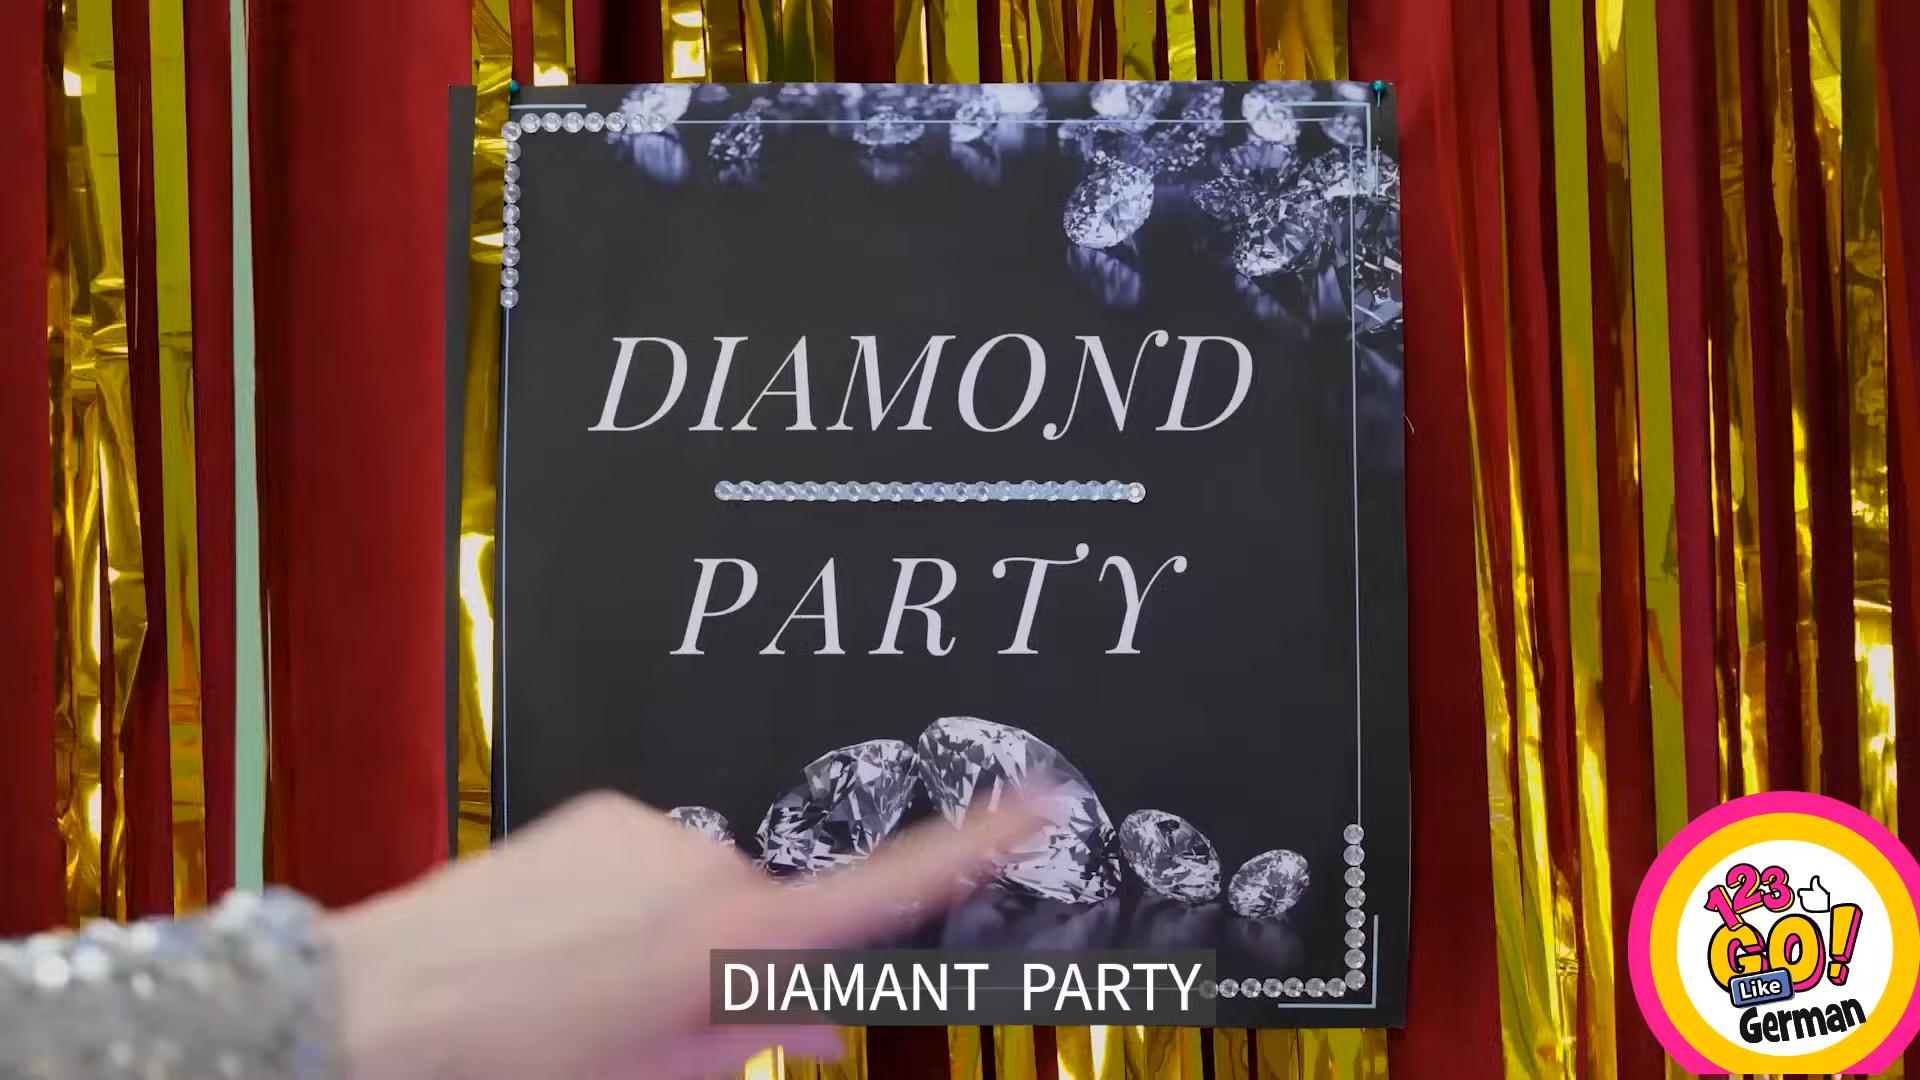 DIAMOND
PARTY
DIAMANT PARTY
123
GO!
Like
German